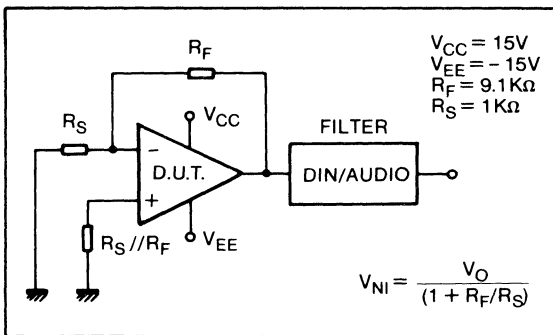 R_F
V_CC = 15V
V_EE = - 15V
R_F = 9.1KΩ
R_S = 1KΩ
R_S
V_CC
FILTER
−
D.U.T.
+
DIN/AUDIO
R_S//R_F
V_EE
V_NI = V_O
(1 + R_F/R_S)